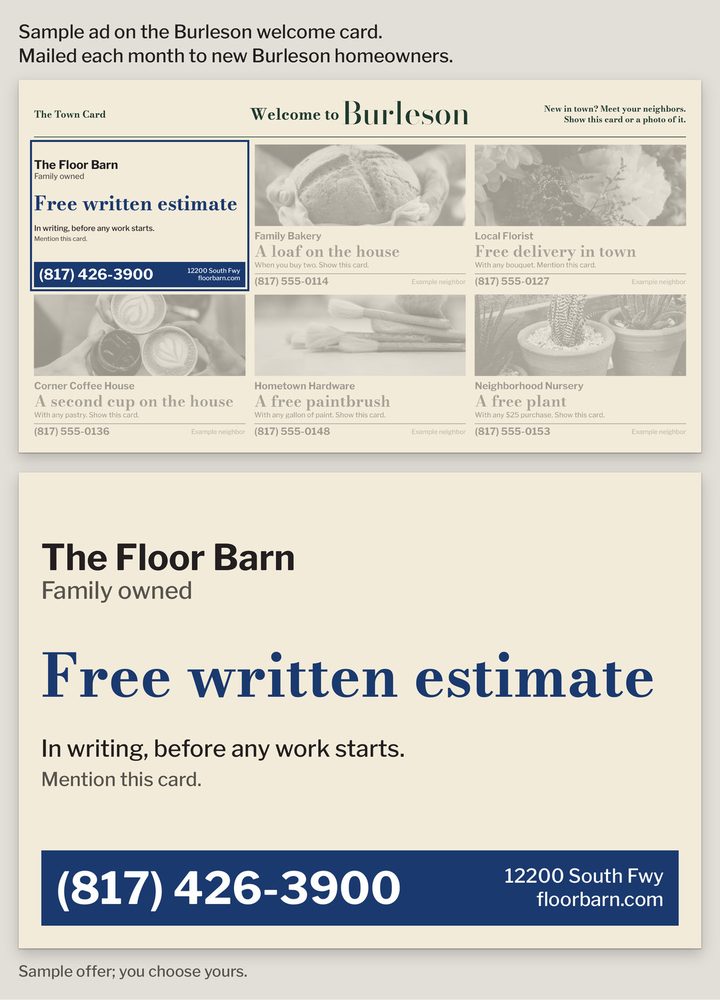 Sample ad on the Burleson welcome card.
Mailed each month to new Burleson homeowners.
The Town Card
Welcome to Burleson
New in town? Meet your neighbors.
Show this card or a photo of it.
The Floor Barn
Family owned
Free written estimate
In writing, before any work starts.
Mention this card.
(817) 426-3900
12200 South Fwy
floorbarn.com
Family Bakery
A loaf on the house
When you buy two. Show this card.
(817) 555-0114
Example neighbor
Local Florist
Free delivery in town
With any bouquet. Mention this card.
(817) 555-0127
Example neighbor
Corner Coffee House
A second cup on the house
With any pastry. Show this card.
(817) 555-0136
Example neighbor
Hometown Hardware
A free paintbrush
With any gallon of paint. Show this card.
(817) 555-0148
Example neighbor
Neighborhood Nursery
A free plant
With any $25 purchase. Show this card.
(817) 555-0153
Example neighbor
The Floor Barn
Family owned
Free written estimate
In writing, before any work starts.
Mention this card.
(817) 426-3900
12200 South Fwy
floorbarn.com
Sample offer; you choose yours.